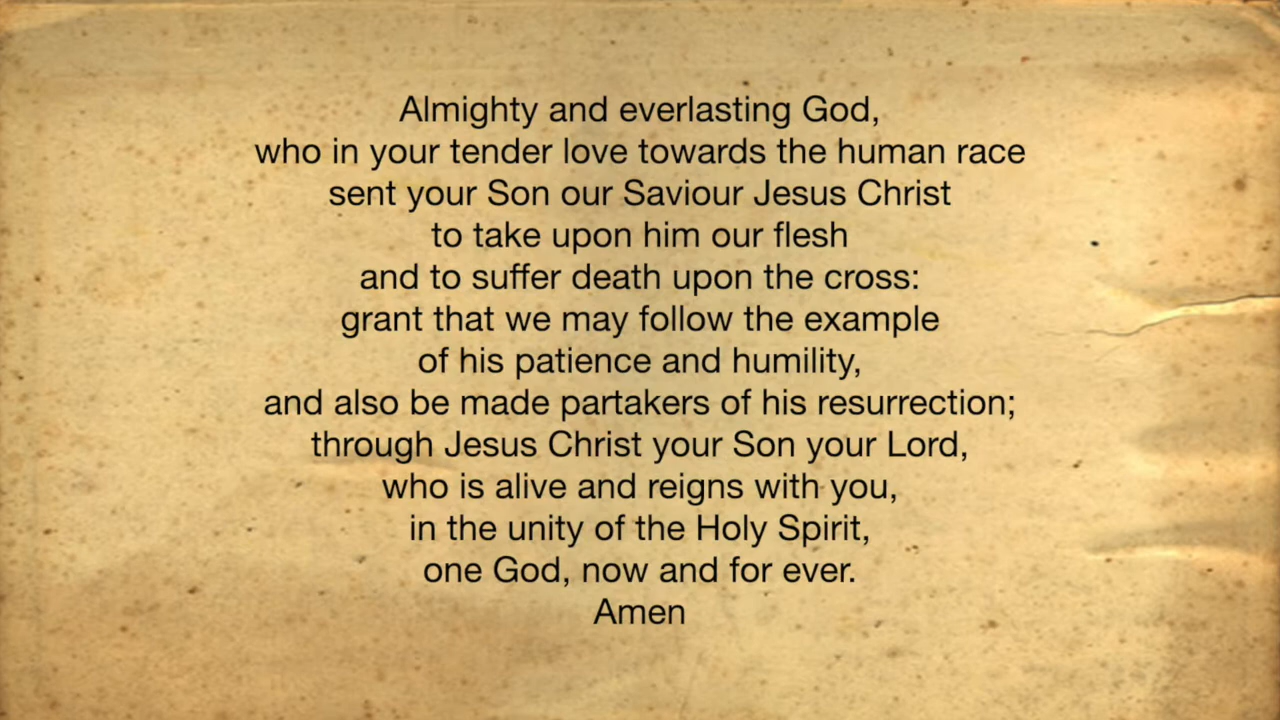 Almighty and everlasting God,
who in your tender love towards the human race
sent your Son our Saviour Jesus Christ
to take upon him our flesh
and to suffer death upon the cross:
grant that we may follow the example
of his patience and humility,
and also be made partakers of his resurrection;
through Jesus Christ your Son your Lord,
who is alive and reigns with you,
in the unity of the Holy Spirit,
one God, now and for ever.
Amen